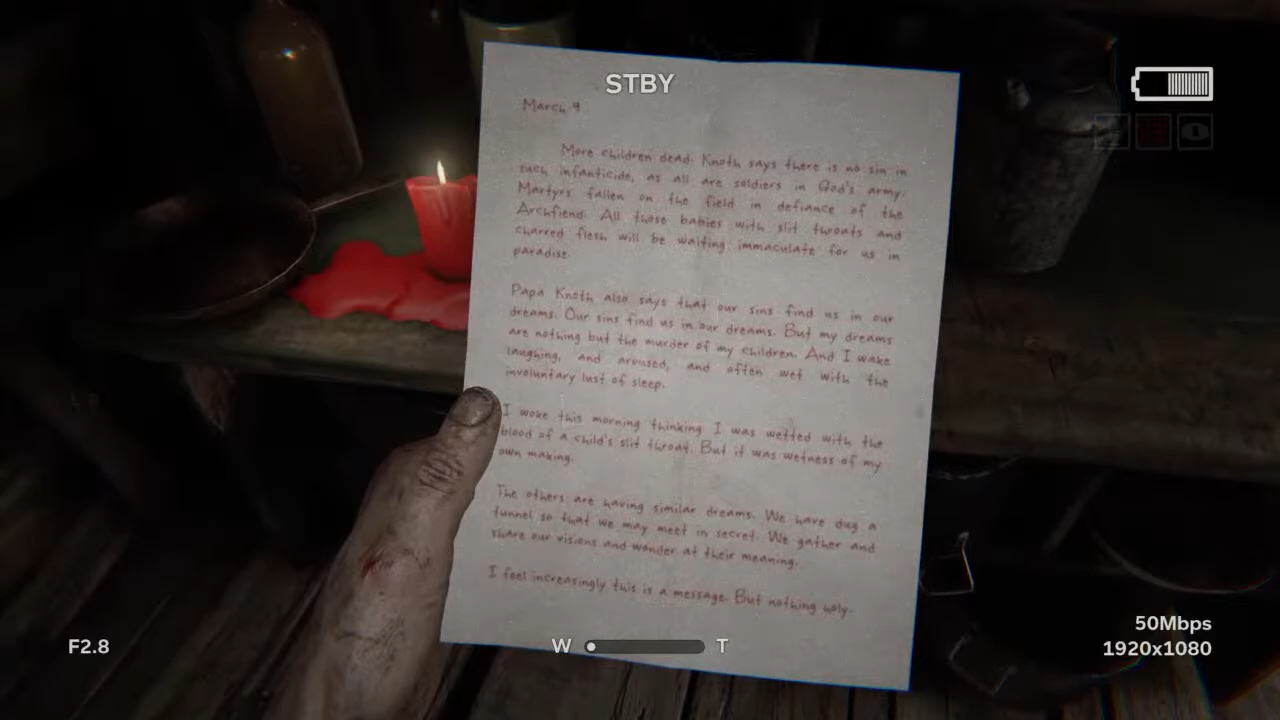 STBY
March 9
More children dead. Knoth says there is no sin in
such infanticide, as all are soldiers in God's army.
Martyrs fallen on the field in defiance of the
Archfiend. All those babies with slit throats and
charred flesh will be waiting immaculate for us in
paradise.
Papa Knoth also says that our sins find us in our
dreams. Our sins find us in our dreams. But my dreams
are nothing but the murder of my children. And I wake
laughing, and aroused, and often wet with the
involuntary lust of sleep.
I woke this morning thinking I was wetted with the
blood of a child's slit throat. But it was wetness of my
own making.
The others are having similar dreams. We have dug a
tunnel so that we may meet in secret. We gather and
share our visions and wonder at their meaning.
I feel increasingly this is a message. But nothing holy.
F2.8
W T
50Mbps
1920x1080